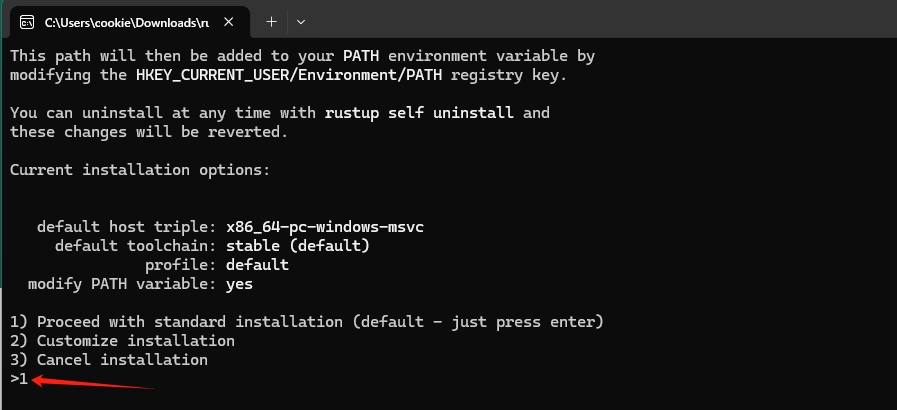 C:\Users\cookie\Downloads\ru
This path will then be added to your PATH environment variable by
modifying the HKEY_CURRENT_USER/Environment/PATH registry key.
You can uninstall at any time with rustup self uninstall and
these changes will be reverted.
Current installation options:
default host triple: x86_64-pc-windows-msvc
default toolchain: stable (default)
profile: default
modify PATH variable: yes
1) Proceed with standard installation (default - just press enter)
2) Customize installation
3) Cancel installation
>1